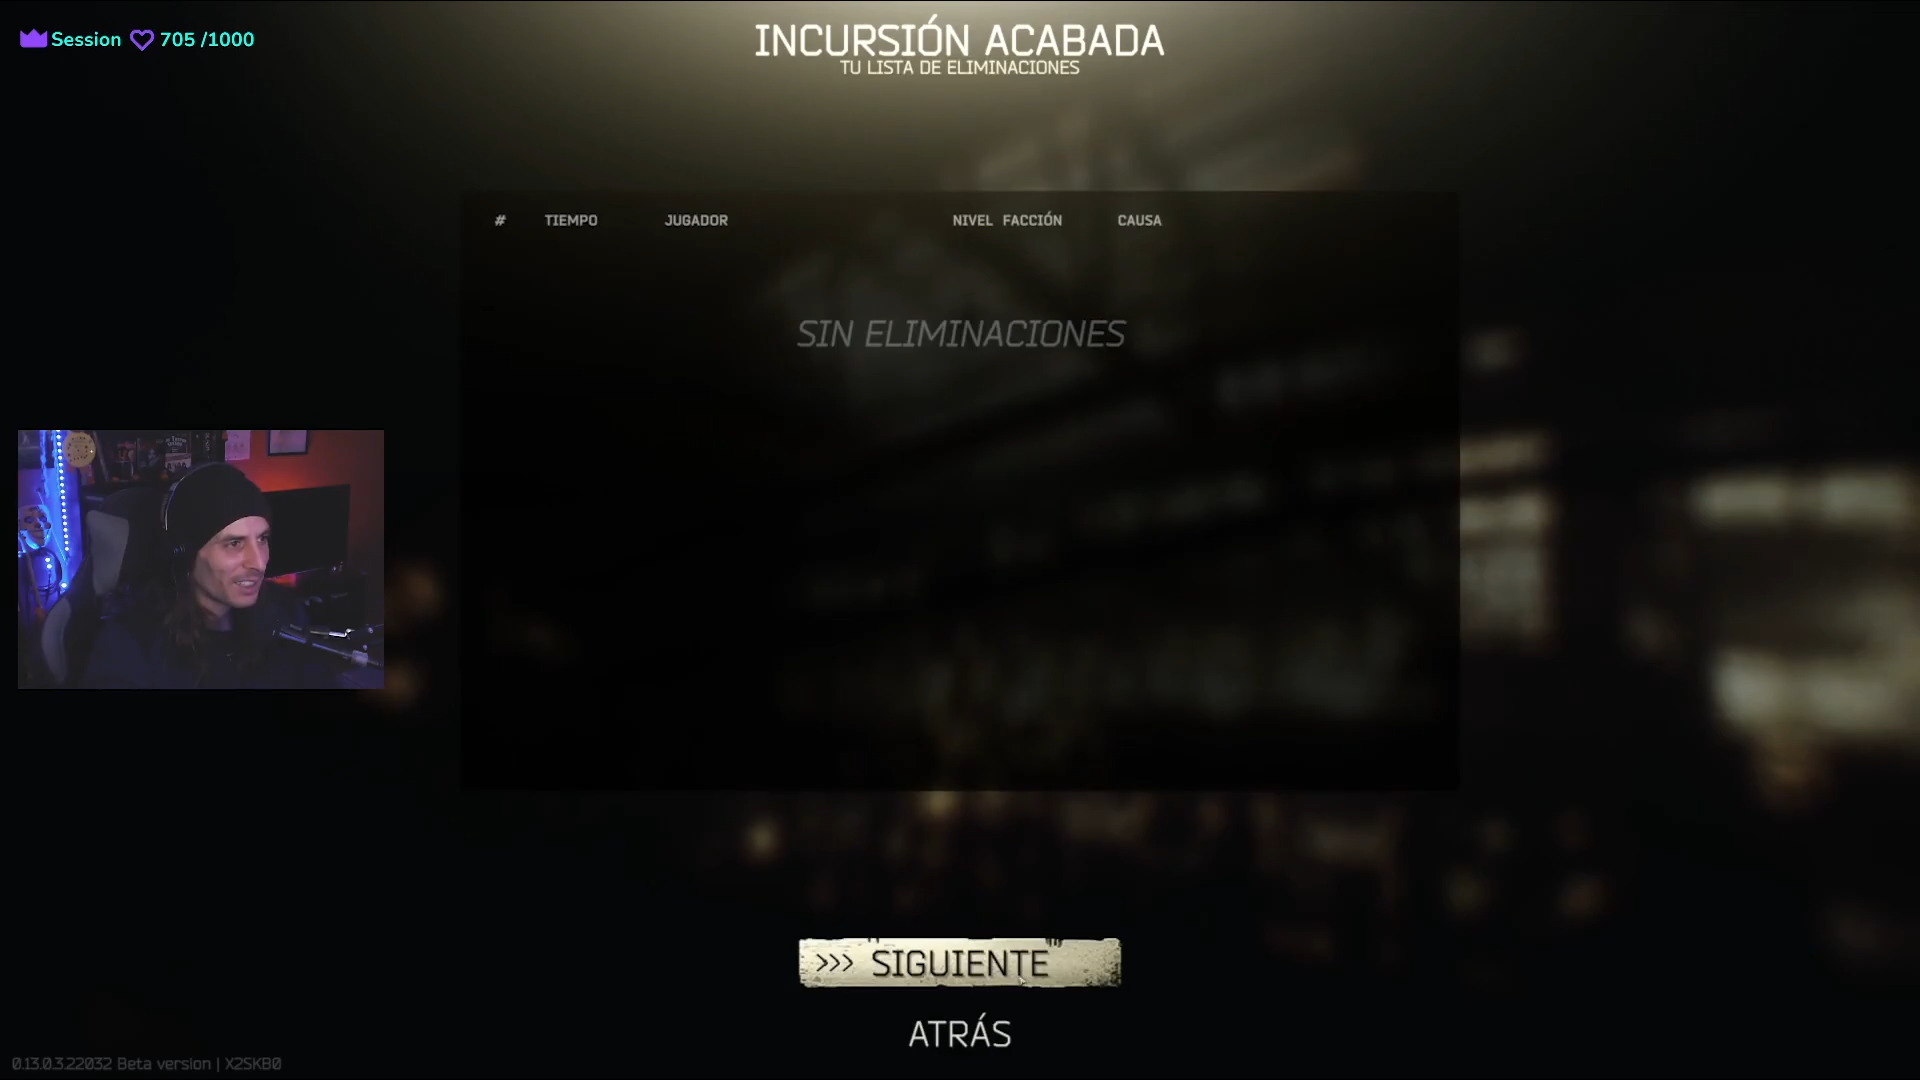 Session 705 /1000
INCURSIÓN ACABADA
TU LISTA DE ELIMINACIONES
# TIEMPO JUGADOR NIVEL FACCIÓN CAUSA
SIN ELIMINACIONES
>>> SIGUIENTE
ATRÁS
0.13.0.3.22032 Beta version | X2SKB0